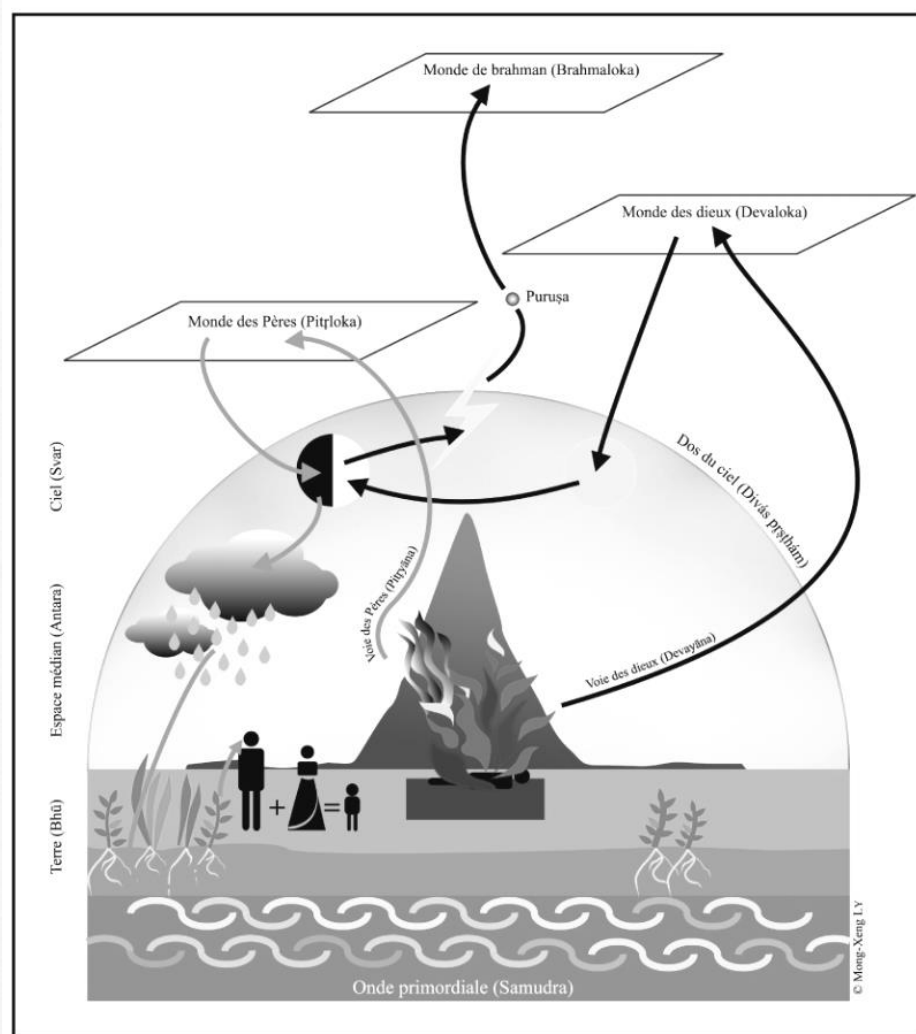 Monde de brahman (Brahmaloka)
Monde des dieux (Devaloka)
Puruṣa
Monde des Pères (Pitṛloka)
Ciel (Svar)
Dos du ciel (Divás pṛṣṭhám)
Espace médian (Antara)
Voie des Pères (Pitṛyāna)
Voie des dieux (Devayāna)
Terre (Bhū)
+ =
Onde primordiale (Samudra)
© Mong-Xeng LY